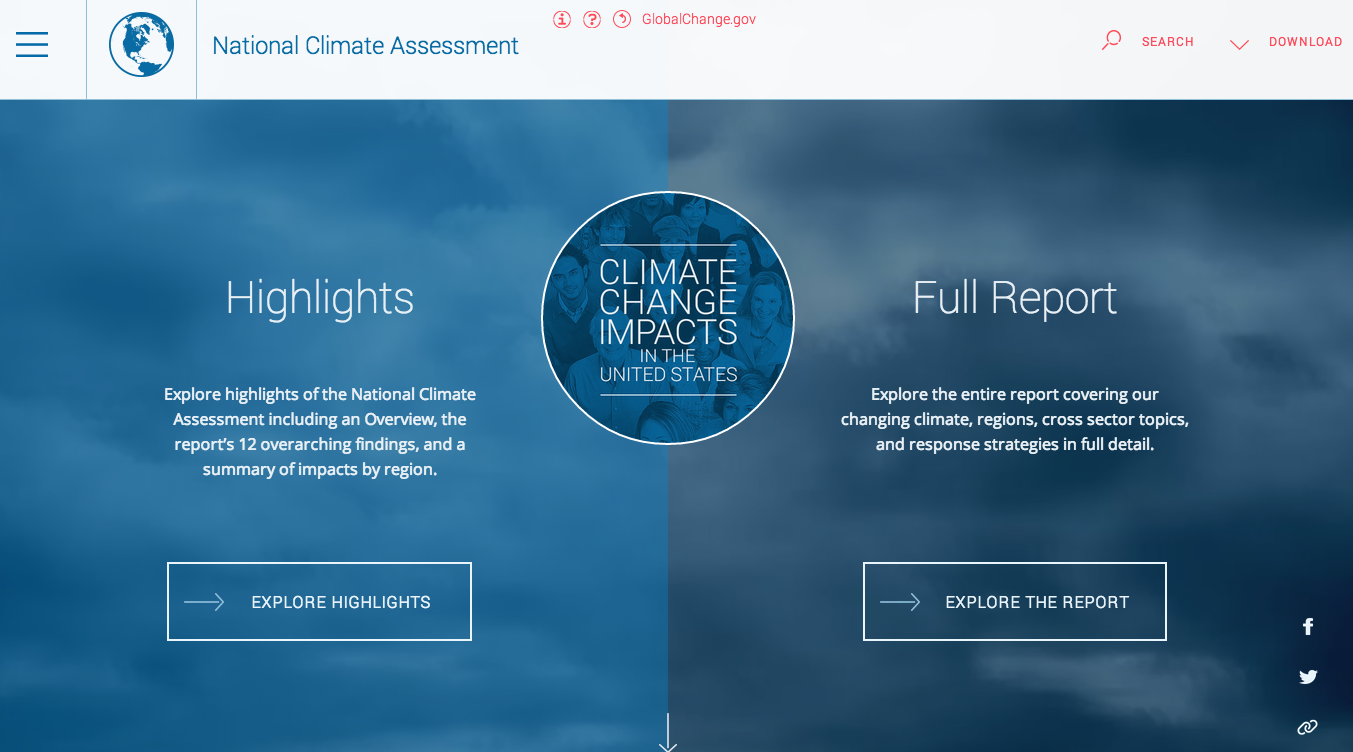 National Climate Assessment
GlobalChange.gov
SEARCH
DOWNLOAD
Highlights
Explore highlights of the National Climate
Assessment including an Overview, the
report's 12 overarching findings, and a
summary of impacts by region.
EXPLORE HIGHLIGHTS
CLIMATE
CHANGE
IMPACTS
IN THE
UNITED STATES
Full Report
Explore the entire report covering our
changing climate, regions, cross sector topics,
and response strategies in full detail.
EXPLORE THE REPORT